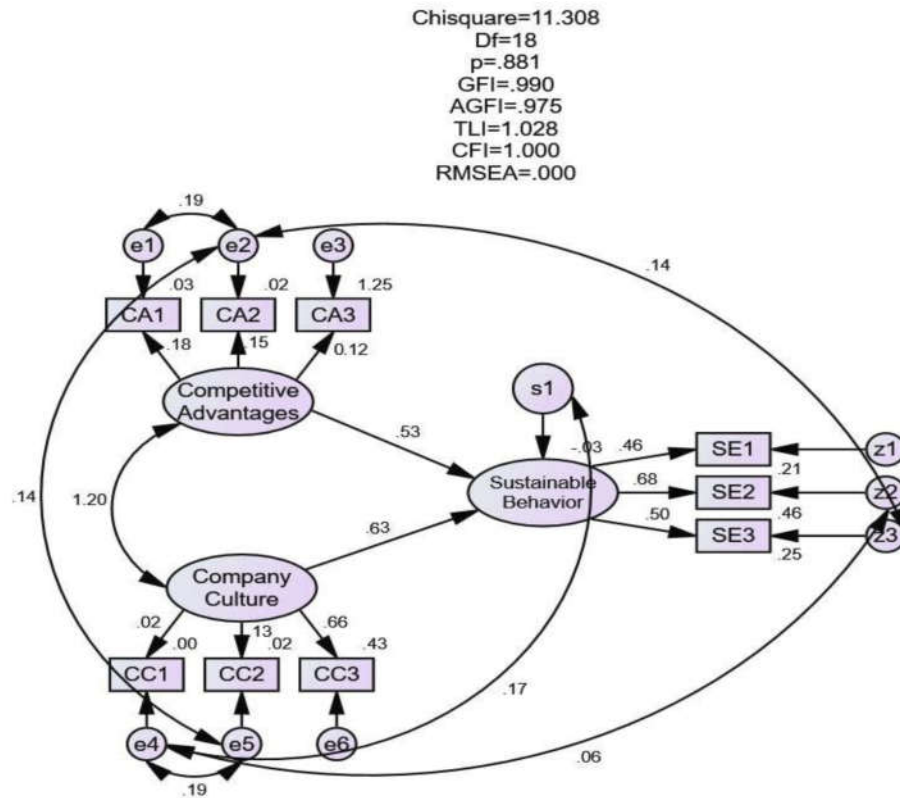 Chisquare=11.308
Df=18
p=.881
GFI=.990
AGFI=.975
TLI=1.028
CFI=1.000
RMSEA=.000
.19
e1 e2 e3
.14
.03 .02 1.25
CA1 CA2 CA3
.18 .15 0.12
Competitive
Advantages
s1
.53
-.03 .46 SE1 z1
.21
.14 1.20 Sustainable
Behavior .68 SE2 z2
.46
.63 .50 SE3 z3
.25
Company
Culture
.02 13 .66
.00 .02 .43
CC1 CC2 CC3
.17
e4 e5 e6
.06
.19